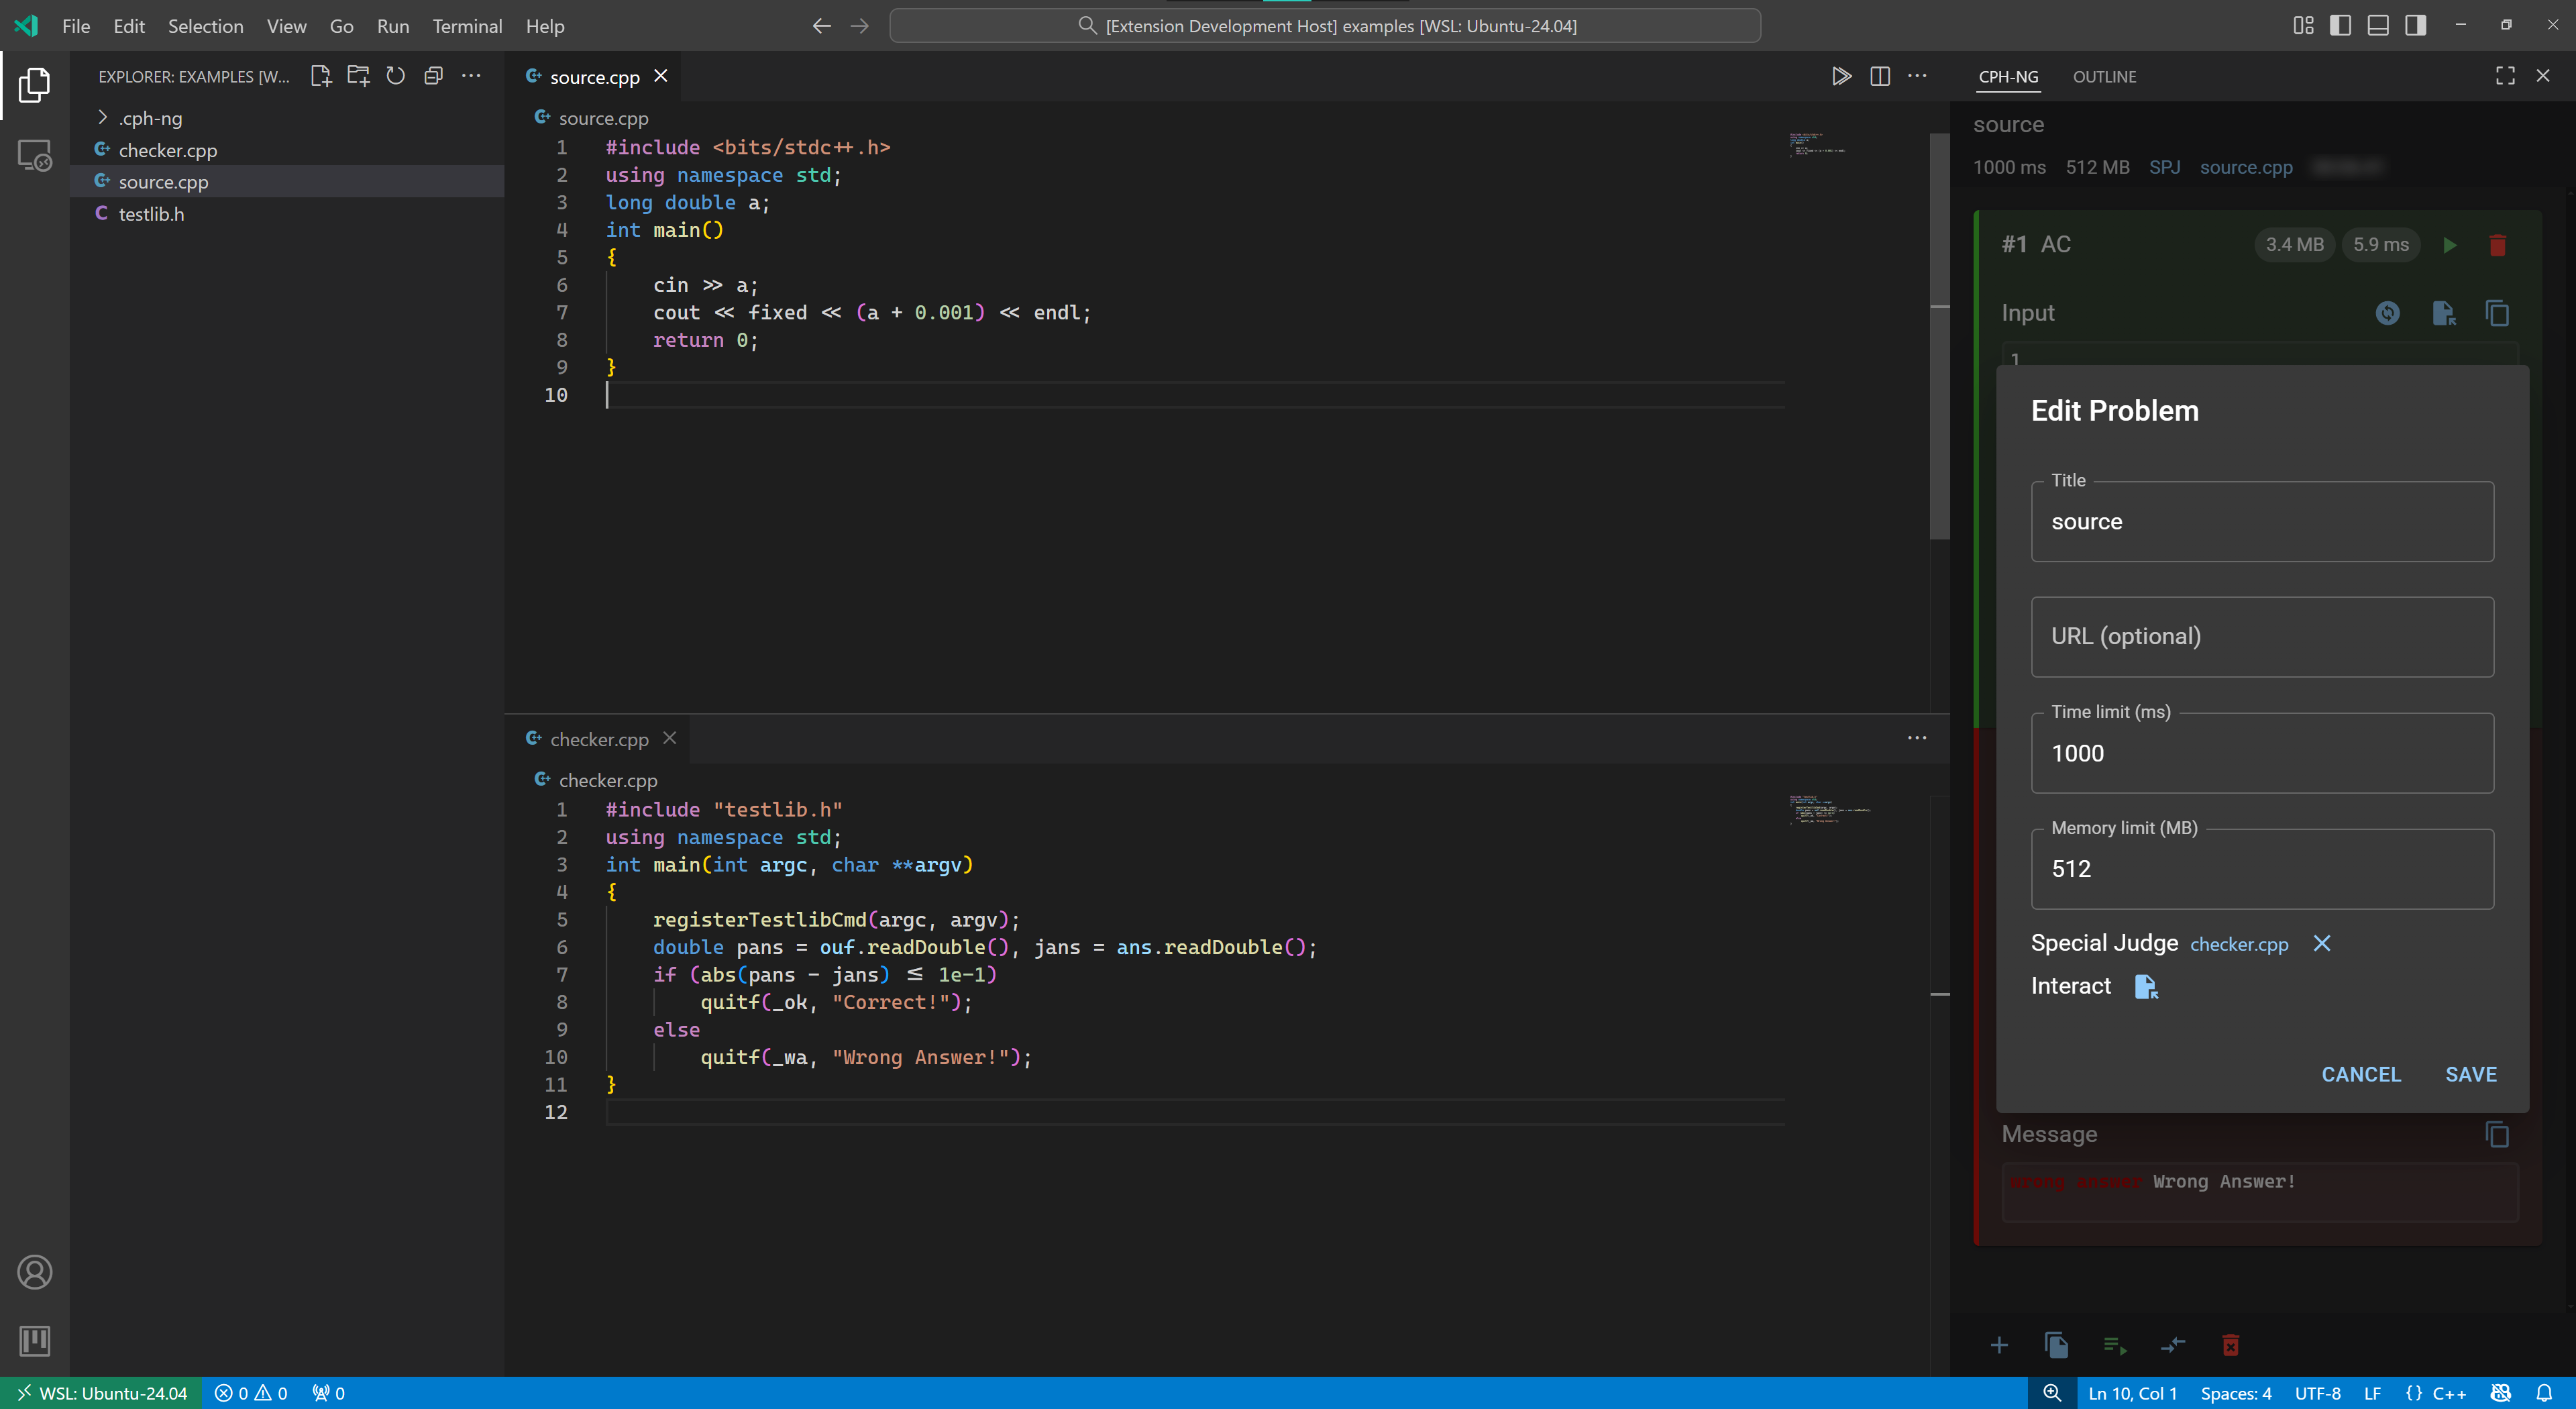 File Edit Selection View Go Run Terminal Help
[Extension Development Host] examples [WSL: Ubuntu-24.04]
EXPLORER: EXAMPLES [W...
.cph-ng
checker.cpp
source.cpp
testlib.h
source.cpp
source.cpp
1 #include <bits/stdc++.h>
2 using namespace std;
3 long double a;
4 int main()
5 {
6 cin >> a;
7 cout << fixed << (a + 0.001) << endl;
8 return 0;
9 }
10
checker.cpp
checker.cpp
1 #include "testlib.h"
2 using namespace std;
3 int main(int argc, char **argv)
4 {
5 registerTestlibCmd(argc, argv);
6 double pans = ouf.readDouble(), jans = ans.readDouble();
7 if (abs(pans - jans) ≤ 1e-1)
8 quitf(_ok, "Correct!");
9 else
10 quitf(_wa, "Wrong Answer!");
11 }
12
CPH-NG OUTLINE
source
1000 ms 512 MB SPJ source.cpp
#1 AC 3.4 MB 5.9 ms
Input
1
Edit Problem
Title
source
URL (optional)
Time limit (ms)
1000
Memory limit (MB)
512
Special Judge checker.cpp
Interact
CANCEL SAVE
Message
wrong answer Wrong Answer!
WSL: Ubuntu-24.04 0 0 0
Ln 10, Col 1 Spaces: 4 UTF-8 LF {} C++